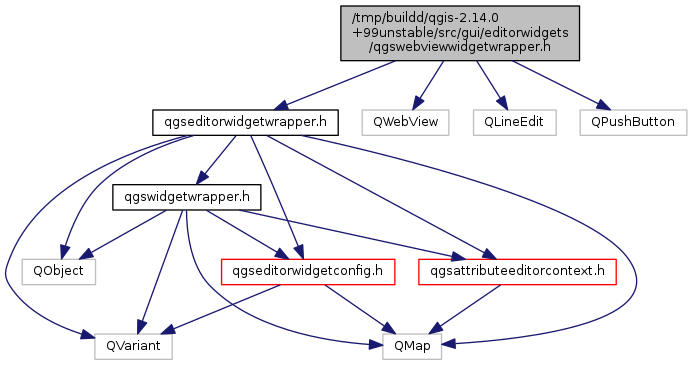 /tmp/buildd/qgis-2.14.0
+99unstable/src/gui/editorwidgets
/qgswebviewwidgetwrapper.h
qgseditorwidgetwrapper.h
QWebView
QLineEdit
QPushButton
qgswidgetwrapper.h
QObject
qgseditorwidgetconfig.h
qgsattributeeditorcontext.h
QVariant
QMap